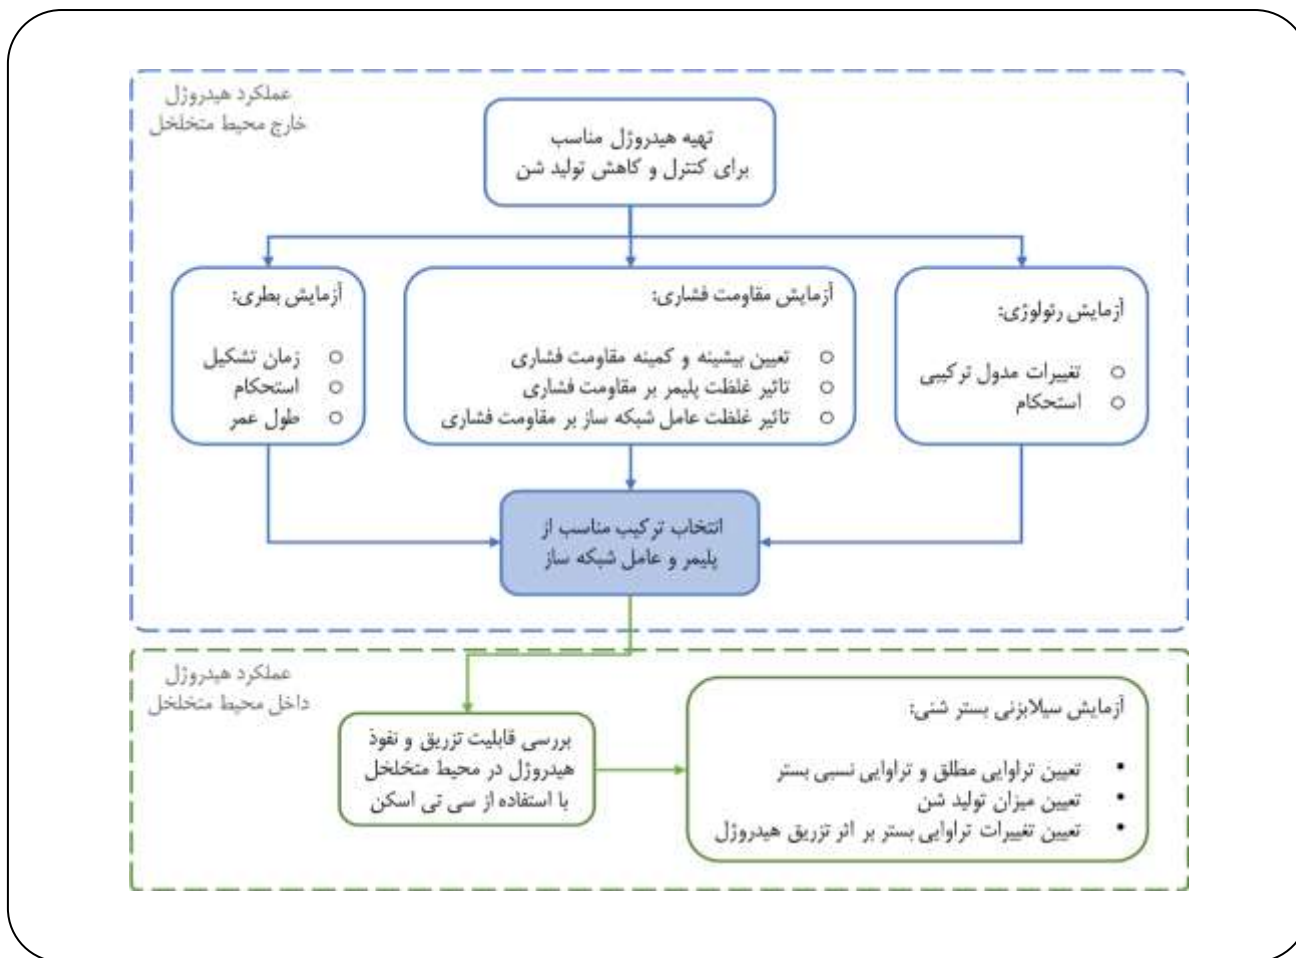 عملکرد هیدروژل
خارج محیط متخلخل
تهیه هیدروژل مناسب
برای کنترل و کاهش تولید شن
آزمایش رئولوژی:
o تغییرات مدول ترکیبی
o استحکام
آزمایش مقاومت فشاری:
o تعیین بیشینه و کمینه مقاومت فشاری
o تاثیر غلظت پلیمر بر مقاومت فشاری
o تاثیر غلظت عامل شبکه ساز بر مقاومت فشاری
آزمایش بطری:
o زمان تشکیل
o استحکام
o طول عمر
انتخاب ترکیب مناسب از
پلیمر و عامل شبکه ساز
عملکرد هیدروژل
داخل محیط متخلخل
بررسی قابلیت تزریق و نفوذ
هیدروژل در محیط متخلخل
با استفاده از سی تی اسکن
آزمایش سیلابزنی بستر شنی:
• تعیین تراوایی مطلق و تراوایی نسبی بستر
• تعیین میزان تولید شن
• تعیین تغییرات تراوایی بستر بر اثر تزریق هیدروژل